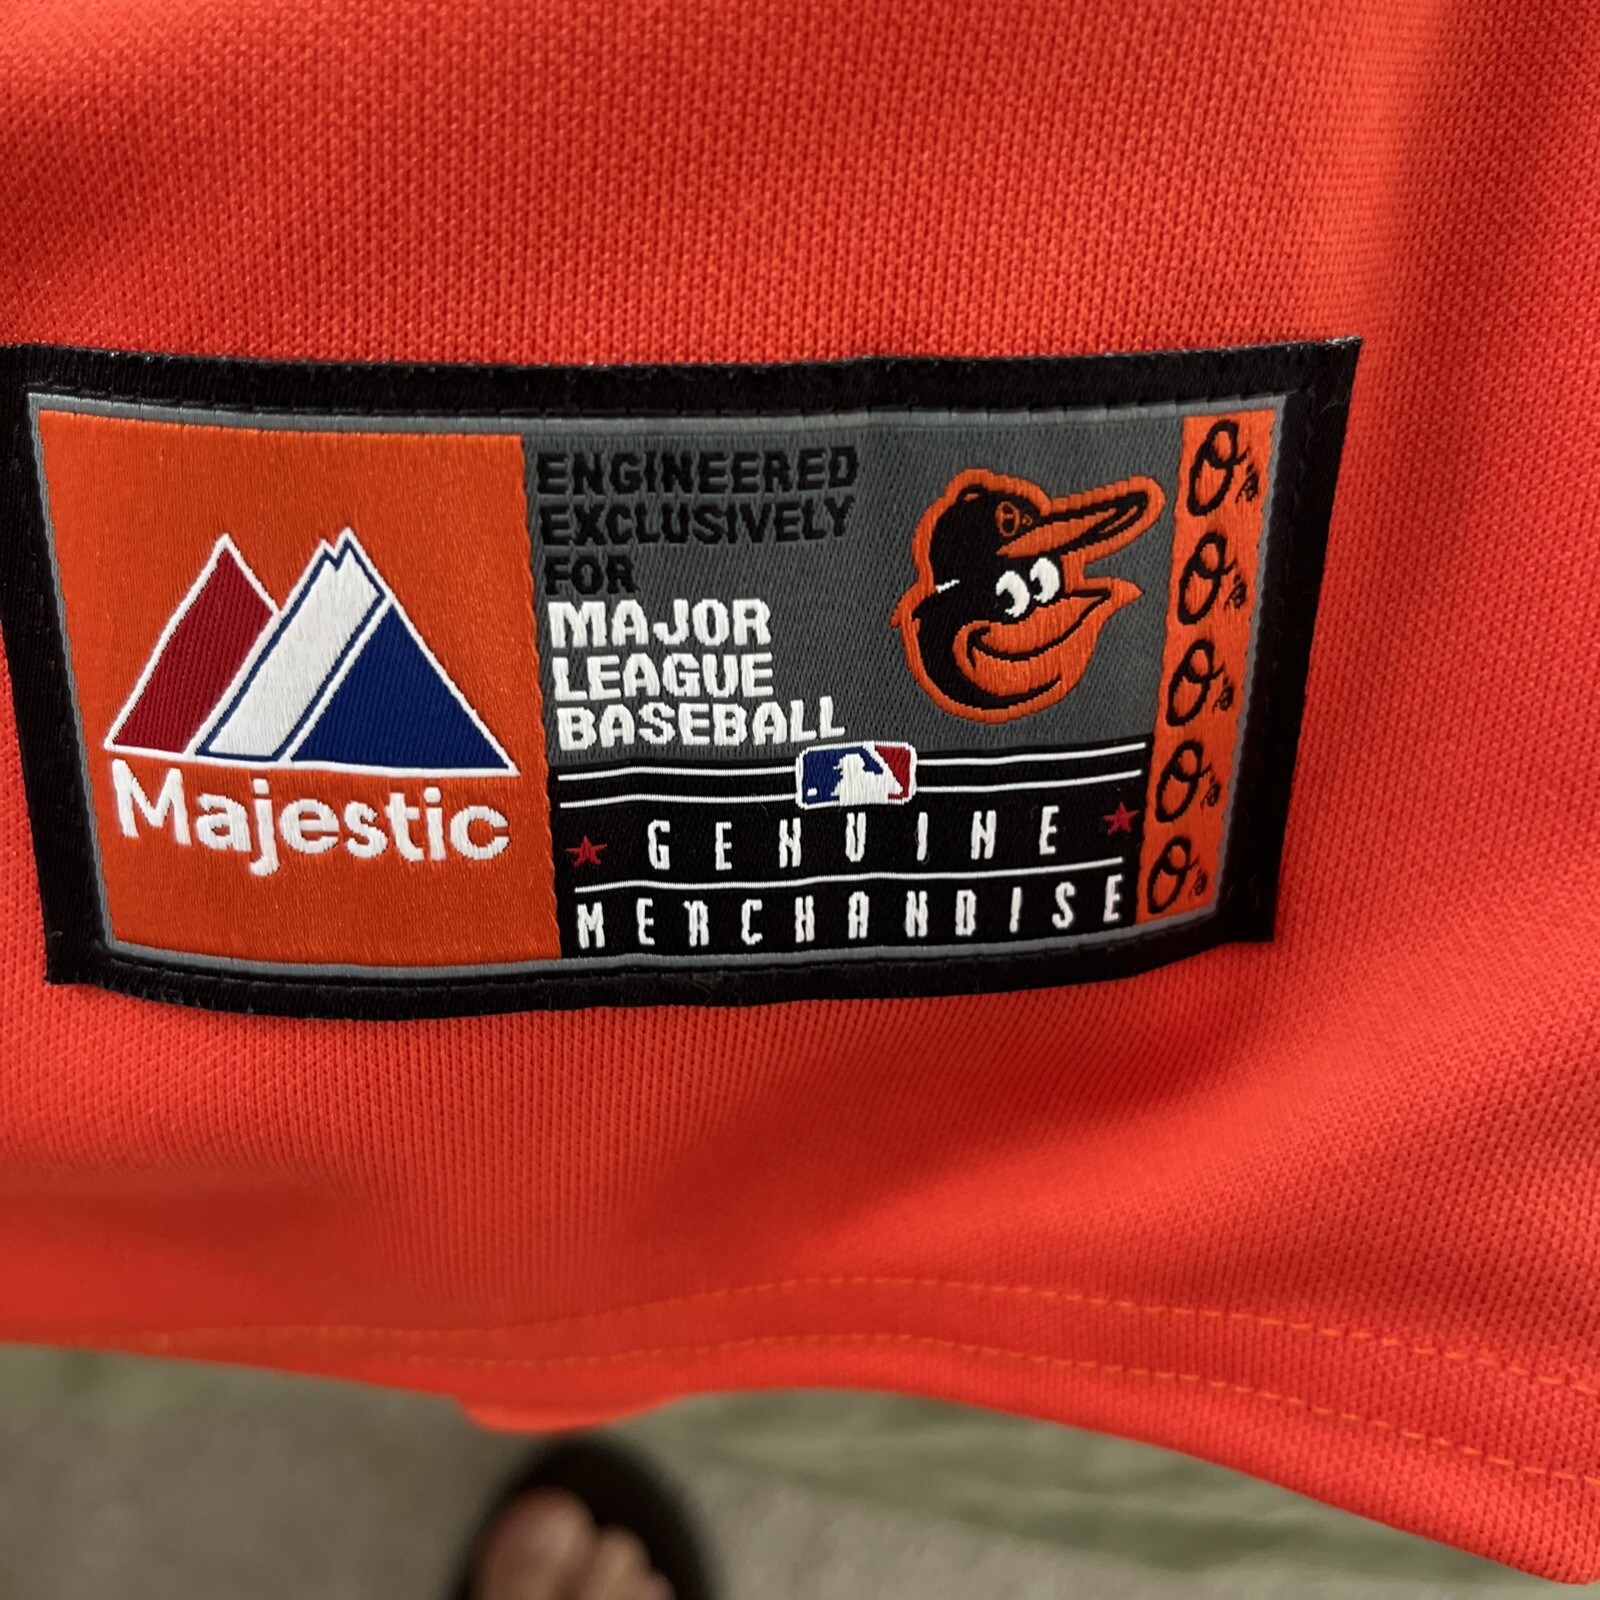 Majestic
ENGINEERED
EXCLUSIVELY
FOR
MAJOR
LEAGUE
BASEBALL
GENUINE
MERCHANDISE
O's
O's
O's
O's
O's
O's